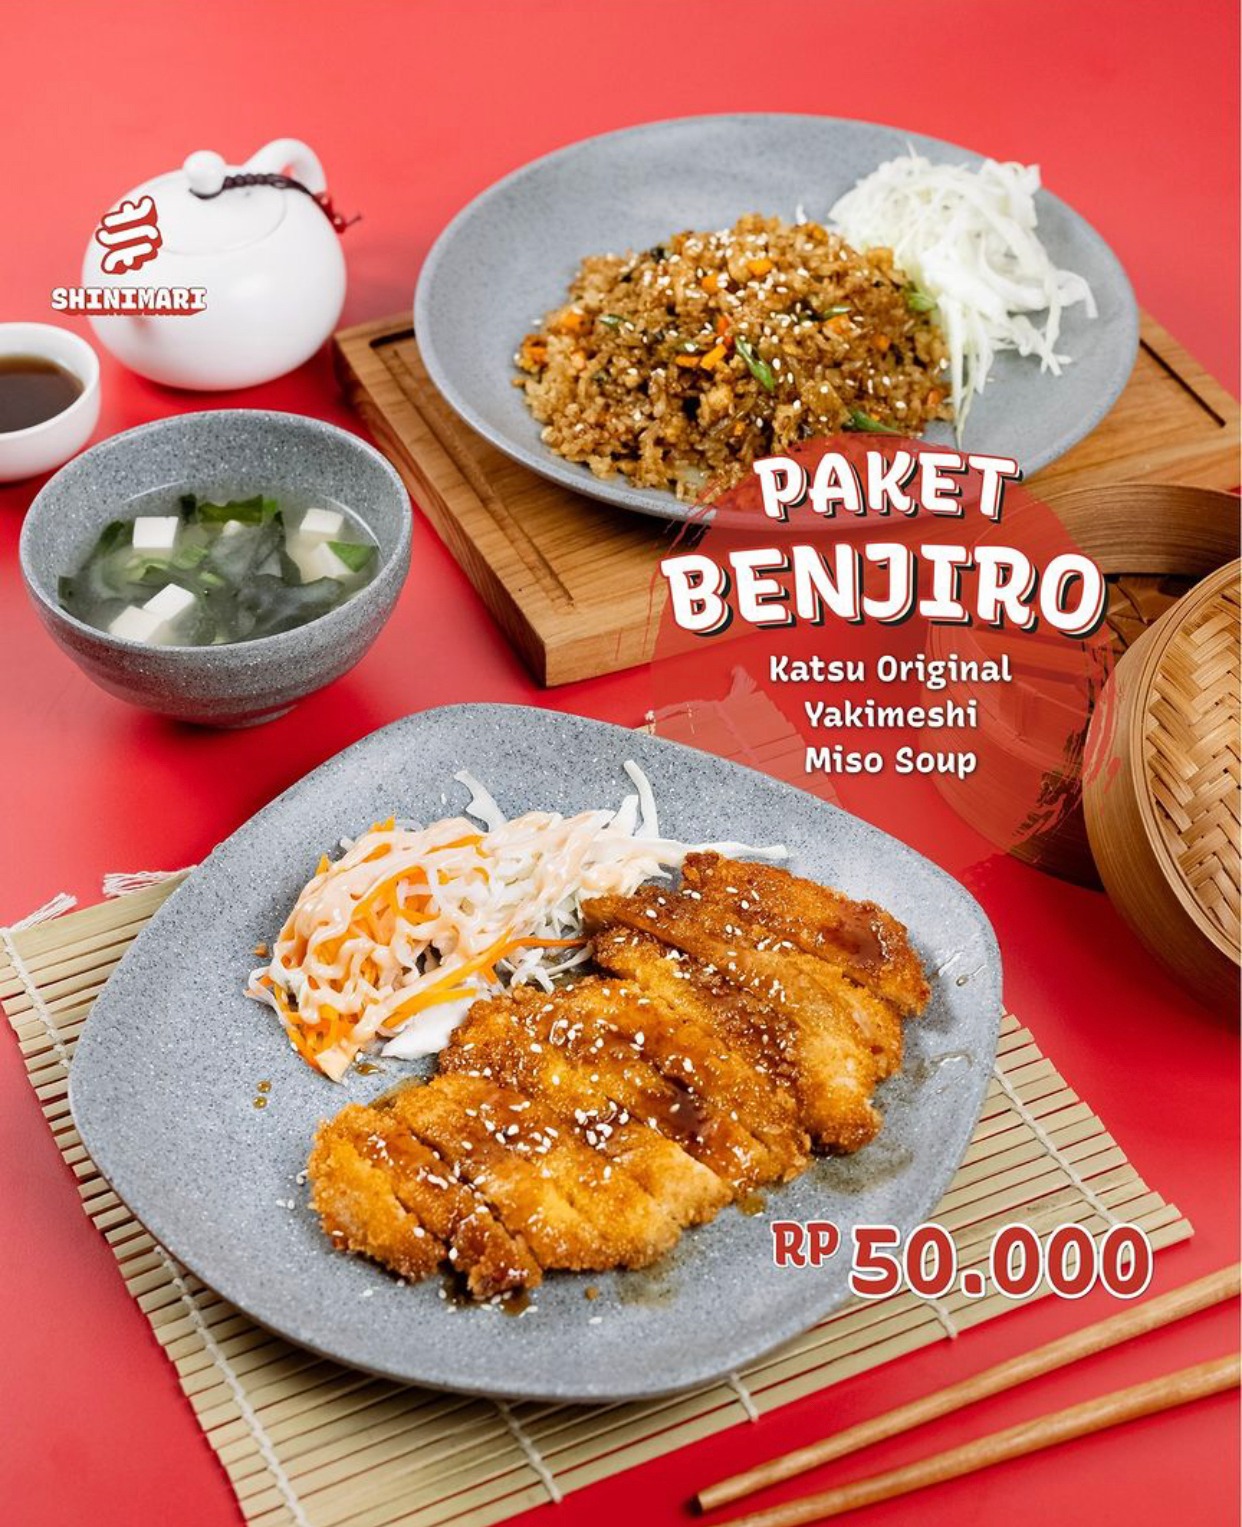 SHINIMARI
PAKET
BENJIRO
Katsu Original
Yakimeshi
Miso Soup
RP 50.000